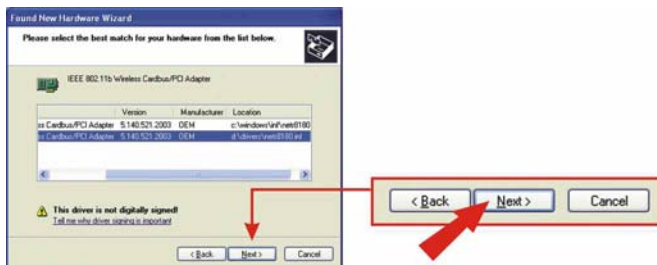 Found New Hardware Wizard
Please select the best match for your hardware from the list below.
IEEE 802.11b Wireless Cardbus/PCI Adapter
Version Manufacturer Location
ss Cardbus/PCI Adapter 5.140.521.2003 OEM c:\windows\inf\net8180
ss Cardbus/PCI Adapter 5.140.521.2003 OEM d:\drivers\net8180.inf
This driver is not digitally signed!
Tell me why driver signing is important
< Back Next > Cancel
< Back Next > Cancel